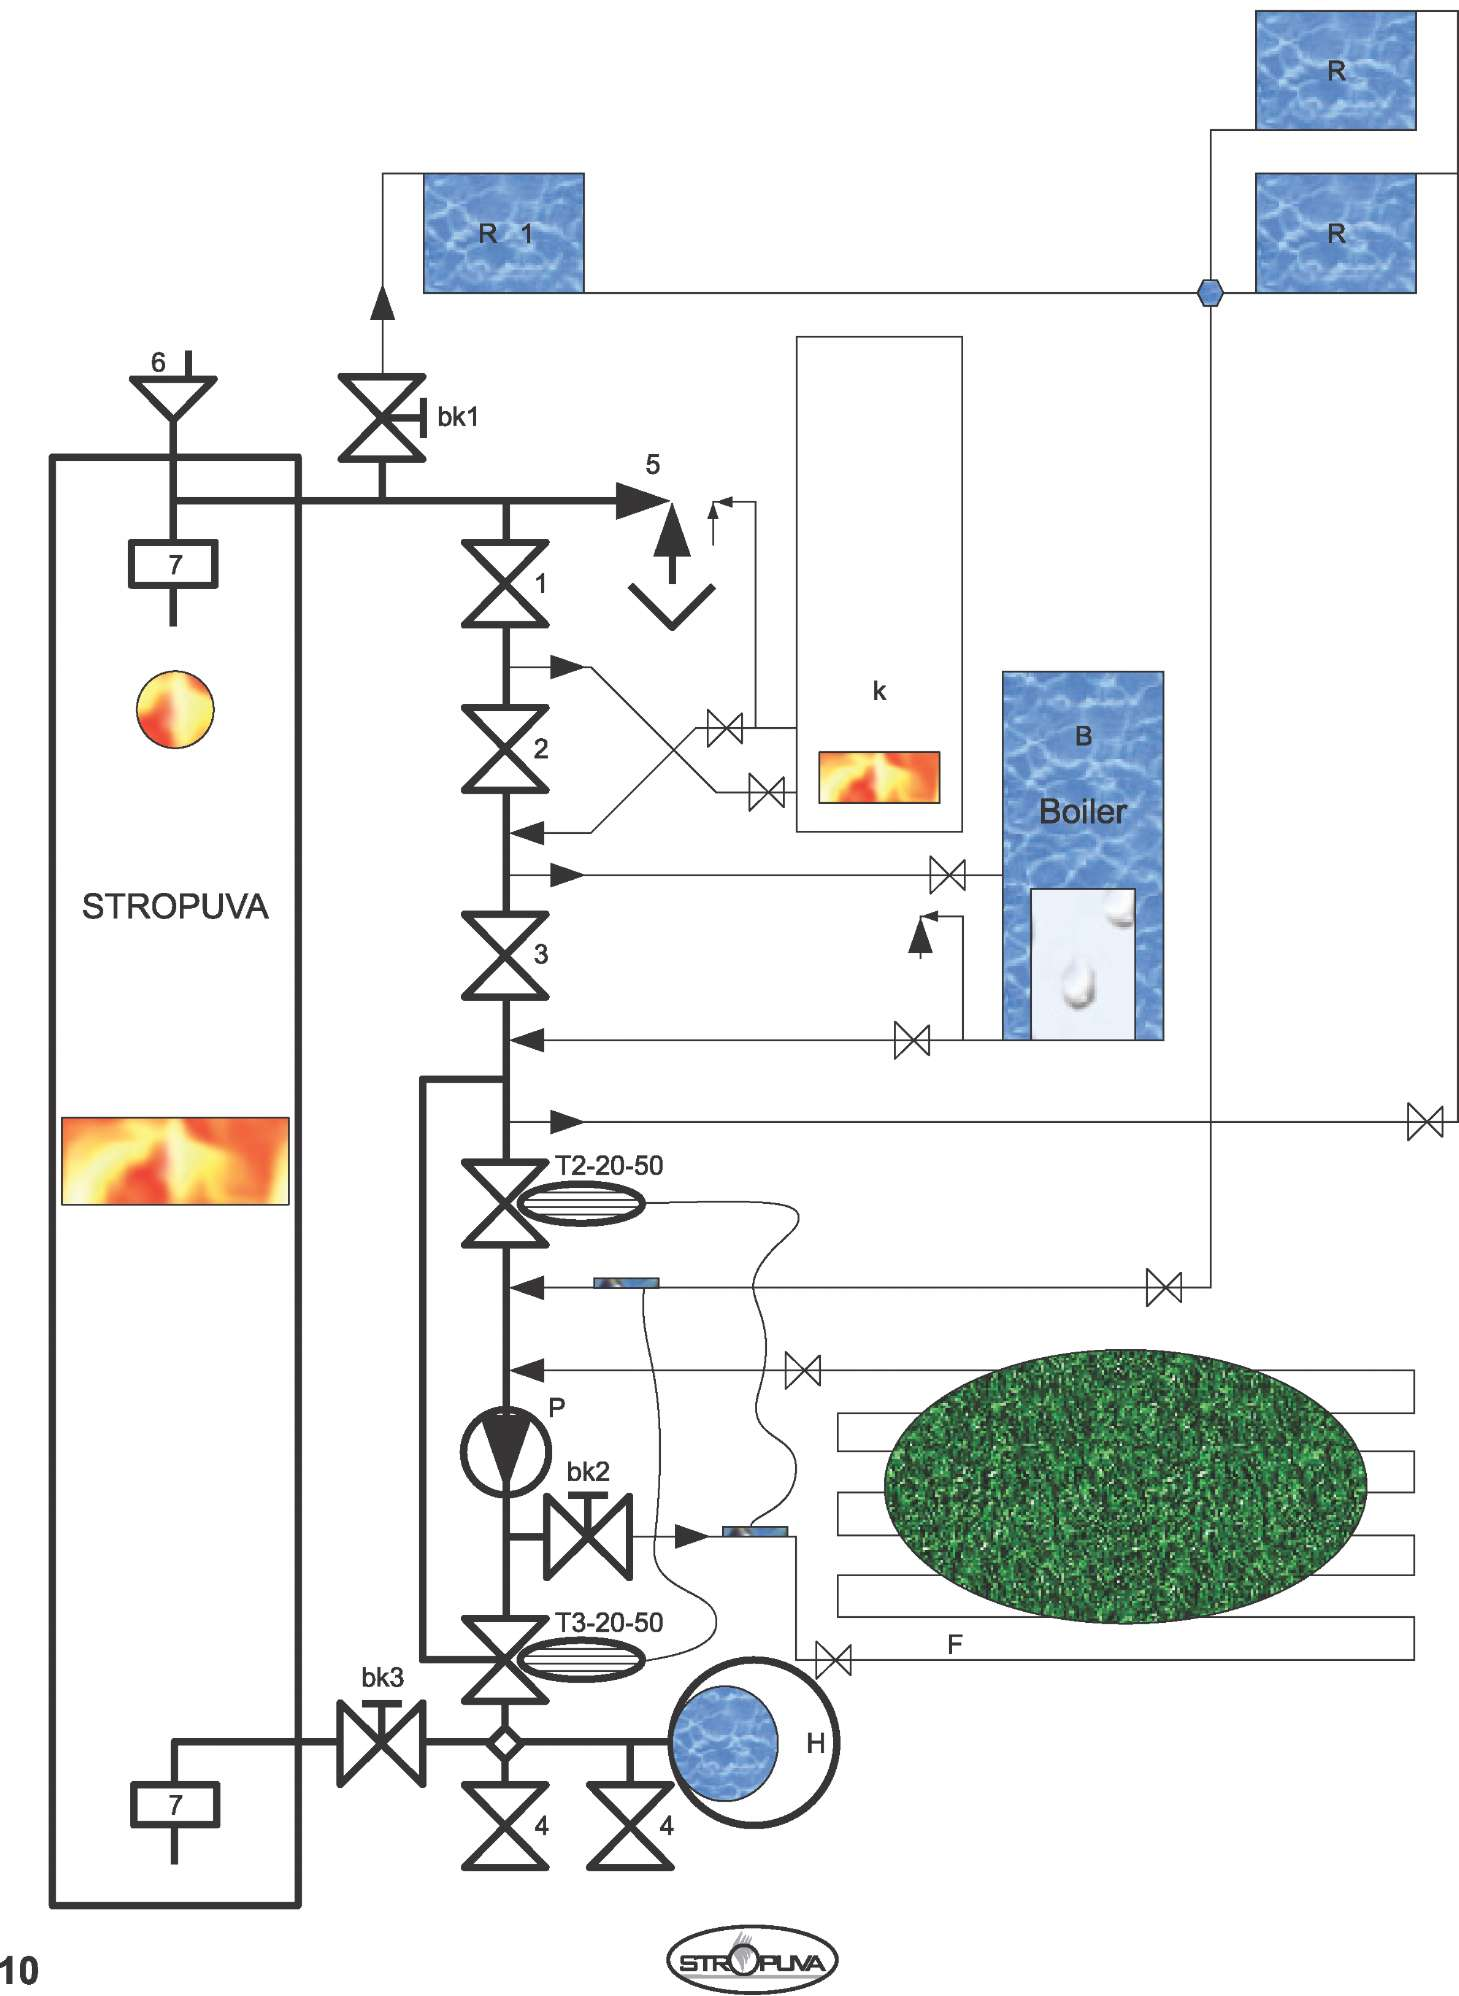 R
R 1
R
6
bk1
5
7
1
k
2
B
Boiler
STROPUVA
3
T2-20-50
P
bk2
T3-20-50
F
bk3
H
7
4
4
STROPUVA
10